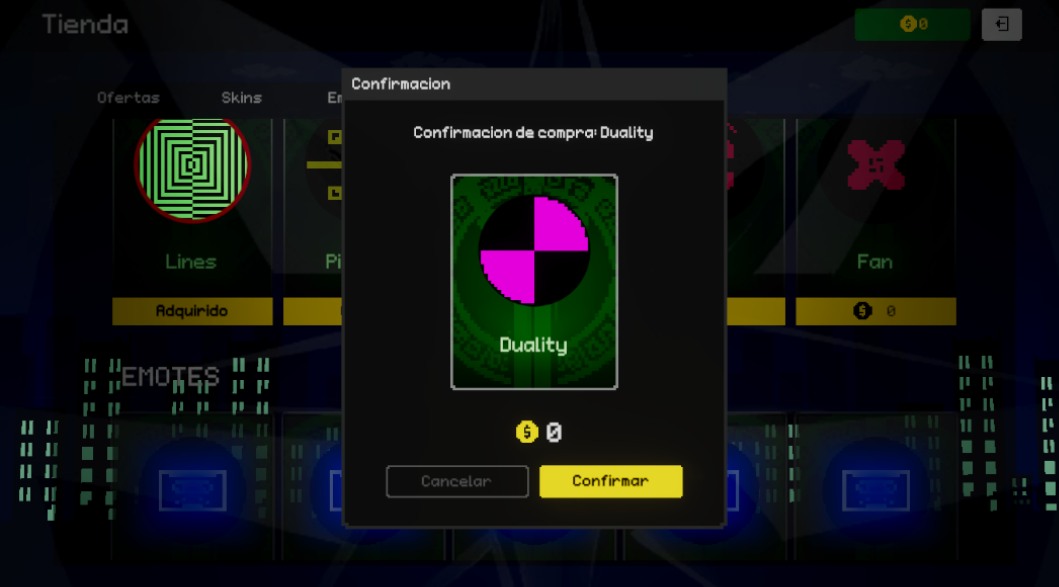 Tienda
0
Confirmacion
Ofertas
Skins
Confirmacion de compra: Duality
Lines
Fan
Adquirido
0
Duality
EMOTES
0
Cancelar
Confirmar